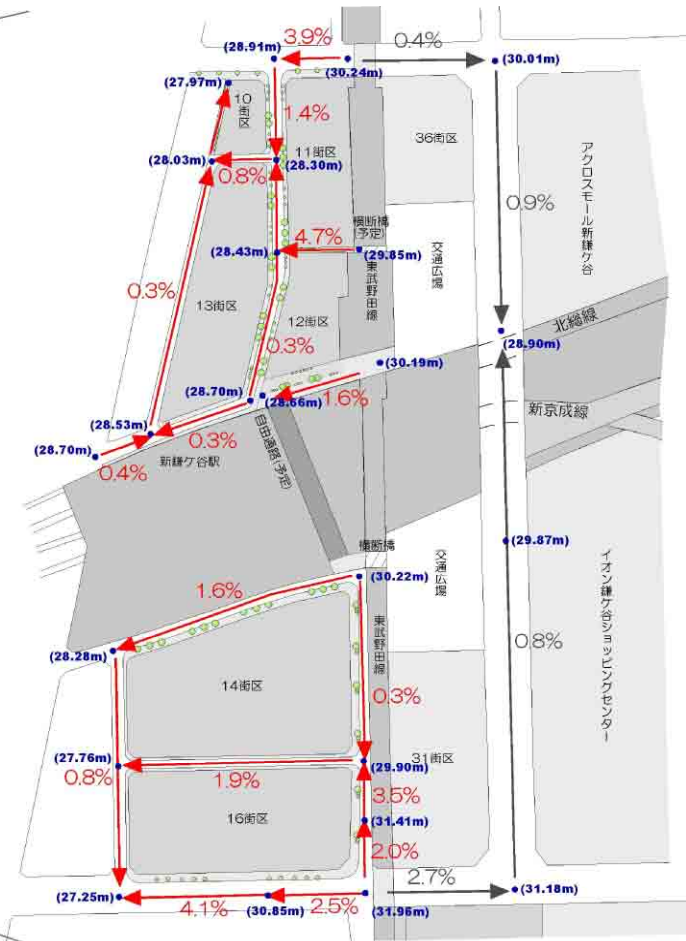 3.9%
0.4%
(28.91m)
(30.24m)
(30.01m)
(27.97m)
10
街
区
1.4%
11街区
36街区
(28.03m)
(28.30m)
0.8%
0.9%
アクロスモール新鎌ケ谷
横断橋
(予定)
4.7%
(28.43m)
(29.85m)
交通広場
東武野田線
0.3%
13街区
12街区
北総線
(28.90m)
0.3%
(30.19m)
(28.70m)
(28.66m)
1.6%
新京成線
(28.53m)
0.3%
(28.70m)
0.4%
新鎌ケ谷駅
自由通路(予定)
(29.87m)
横断橋
交通広場
イオン鎌ケ谷ショッピングセンター
(30.22m)
1.6%
東武野田線
0.8%
(28.28m)
14街区
0.3%
(27.76m)
31街区
(29.90m)
0.8%
1.9%
3.5%
16街区
(31.41m)
2.0%
2.7%
(31.18m)
(27.25m)
4.1%
(30.85m)
2.5%
(31.96m)